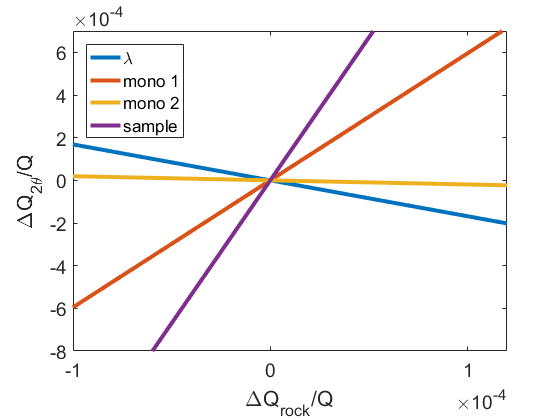 ×10⁻⁴
6
4
2
0
-2
-4
-6
-8
ΔQ₂θ/Q
λ
mono 1
mono 2
sample
-1 0 1
×10⁻⁴
ΔQrock/Q